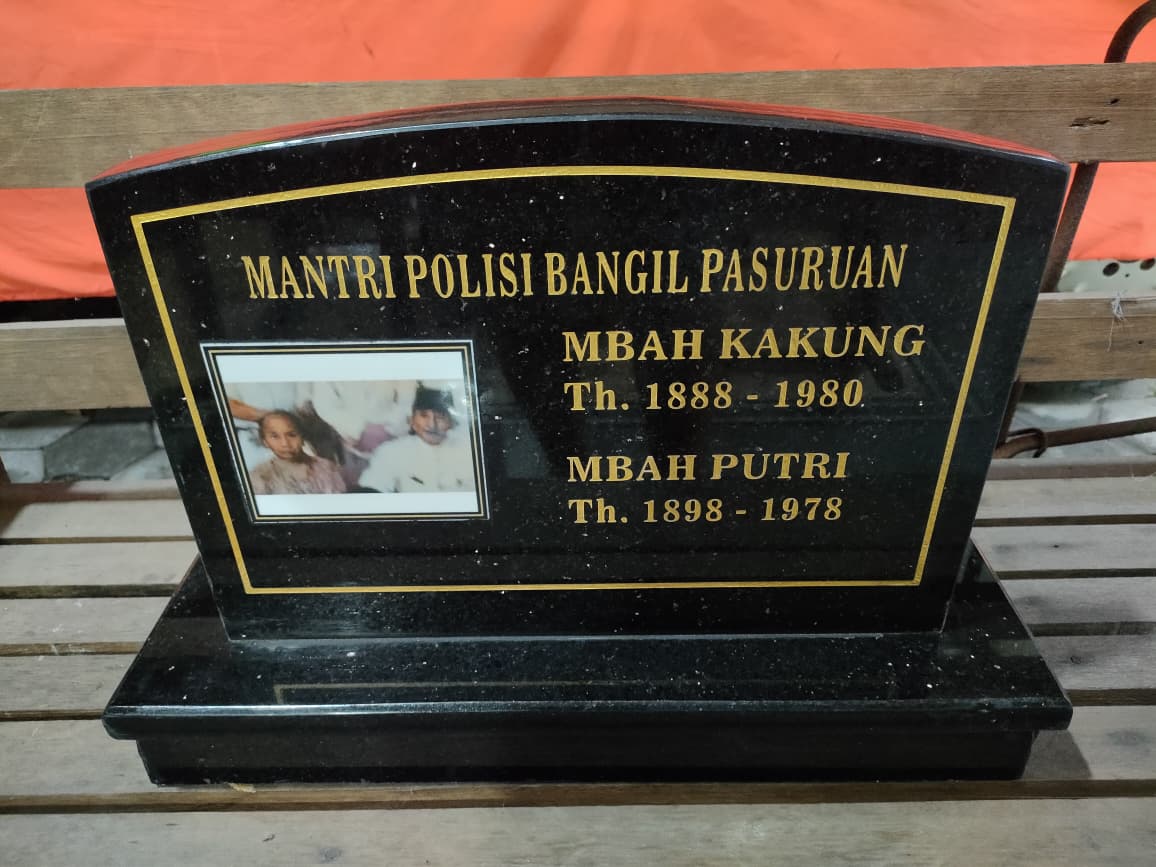 MANTRI POLISI BANGIL PASURUAN
MBAH KAKUNG
Th. 1888 - 1980
MBAH PUTRI
Th. 1898 - 1978